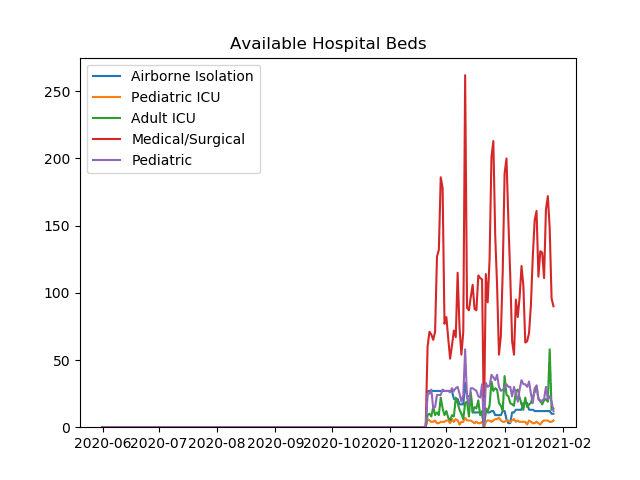 Available Hospital Beds
Airborne Isolation
Pediatric ICU
Adult ICU
Medical/Surgical
Pediatric
250
200
150
100
50
0
2020-06 2020-07 2020-08 2020-09 2020-10 2020-11 2020-12 2021-01 2021-02